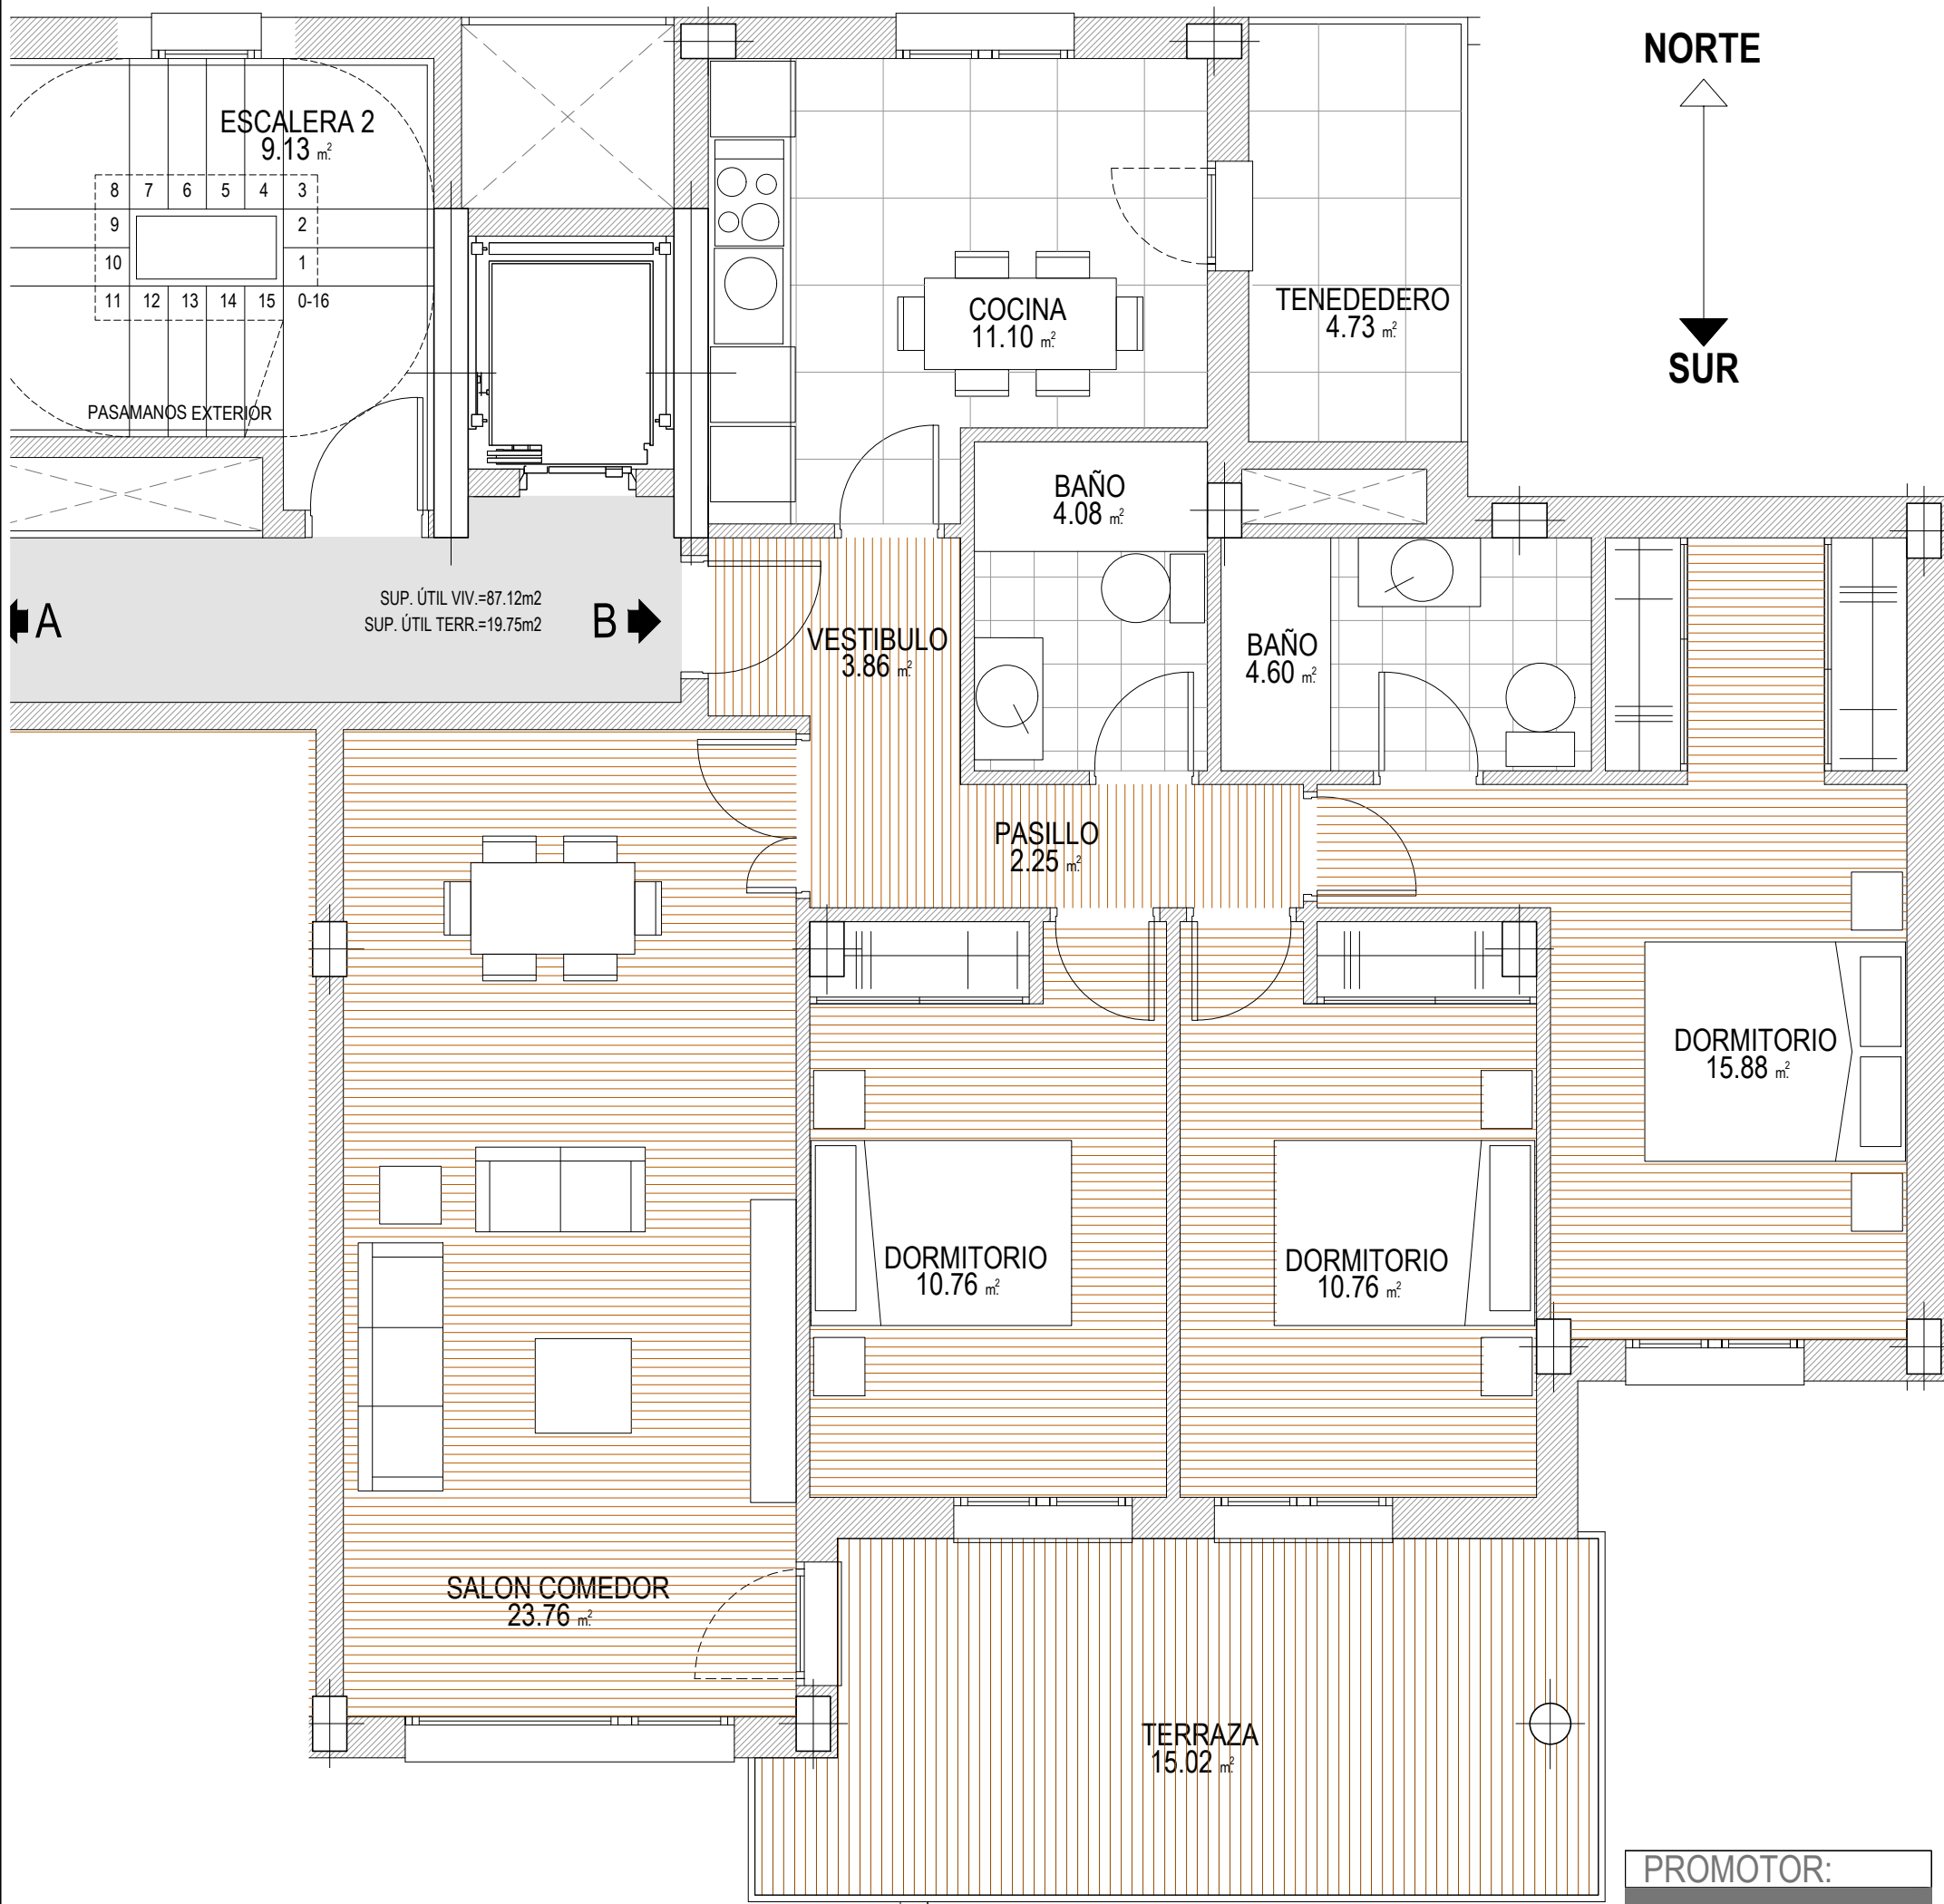 NORTE
SUR
ESCALERA 2
9.13 m²
8 7 6 5 4 3
9 2
10 1
11 12 13 14 15 0-16
PASAMANOS EXTERIOR
COCINA
11.10 m²
TENEDEDERO
4.73 m²
BAÑO
4.08 m²
A
SUP. ÚTIL VIV.=87.12m2
SUP. ÚTIL TERR.=19.75m2
B
VESTIBULO
3.86 m²
BAÑO
4.60 m²
PASILLO
2.25 m²
DORMITORIO
15.88 m²
DORMITORIO
10.76 m²
DORMITORIO
10.76 m²
SALON COMEDOR
23.76 m²
TERRAZA
15.02 m²
PROMOTOR: